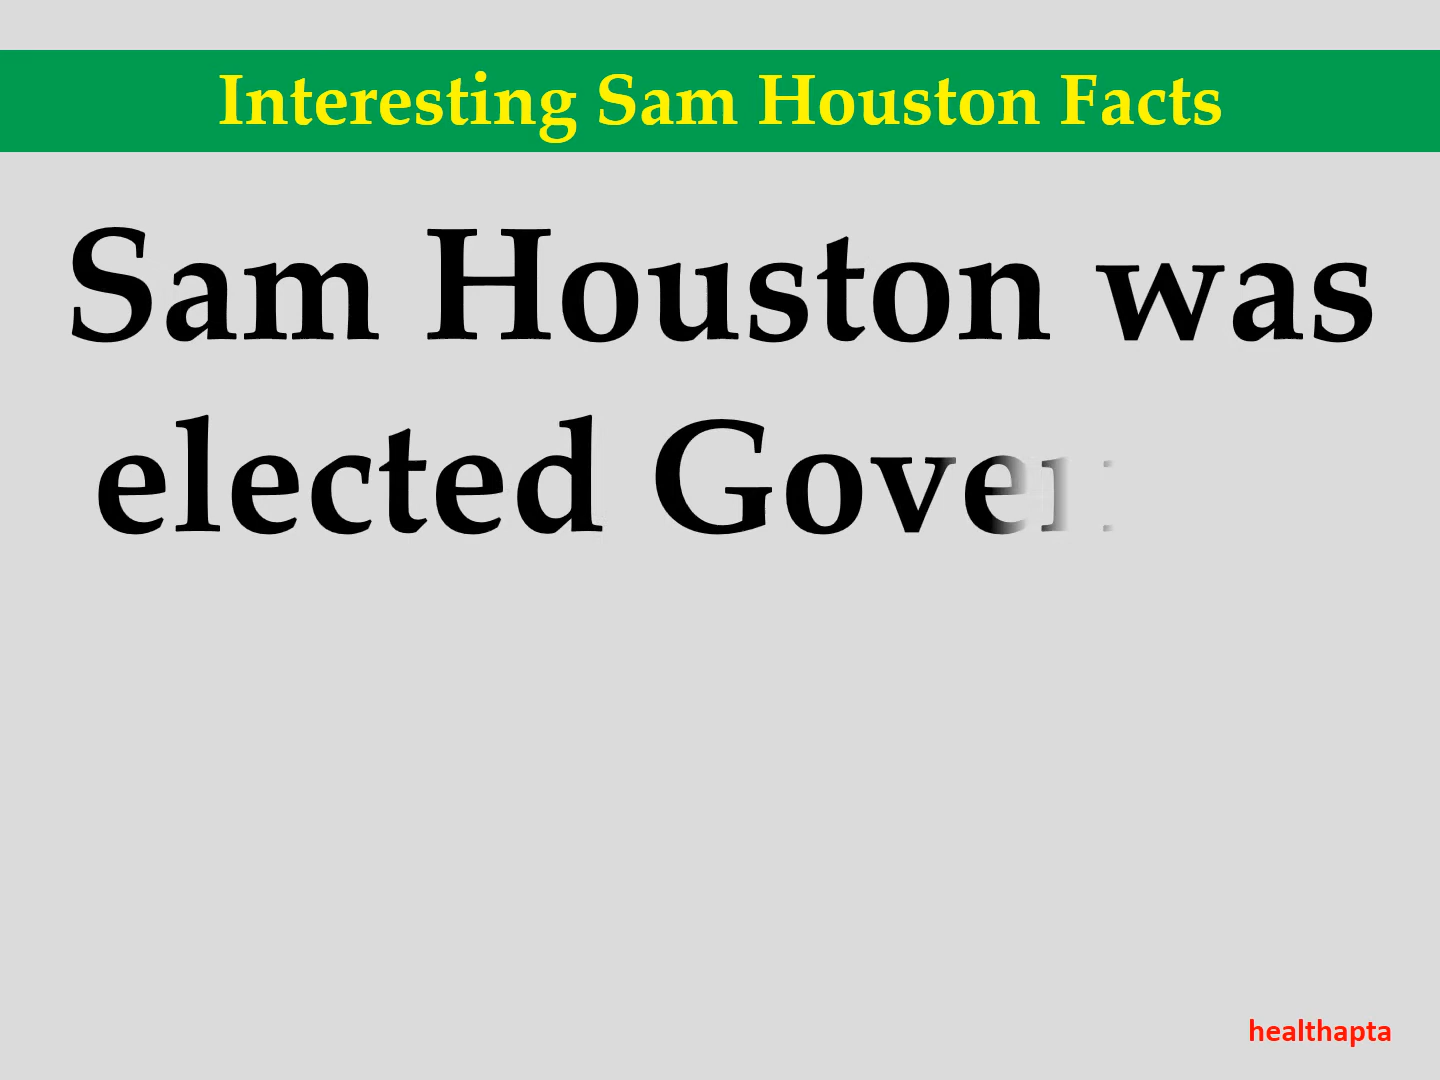 Interesting Sam Houston Facts
Sam Houston was
elected
healthapta